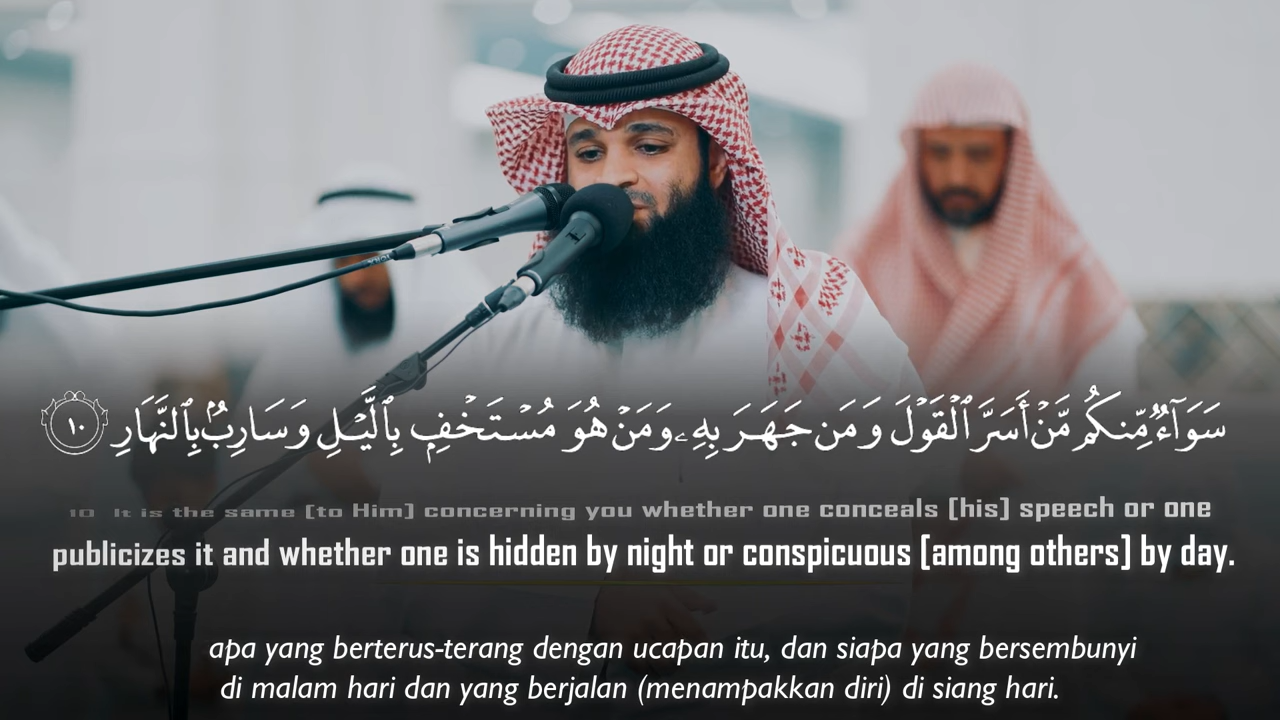 سَوَآءٌ مِّنكُم مَّنْ أَسَرَّ ٱلْقَوْلَ وَمَن جَهَرَ بِهِۦ وَمَنْ هُوَ مُسْتَخْفٍۭ بِٱلَّيْلِ وَسَارِبٌۢ بِٱلنَّهَارِ ١٠
10 It is the same [to Him] concerning you whether one conceals [his] speech or one
publicizes it and whether one is hidden by night or conspicuous [among others] by day.
apa yang berterus-terang dengan ucapan itu, dan siapa yang bersembunyi
di malam hari dan yang berjalan (menampakkan diri) di siang hari.